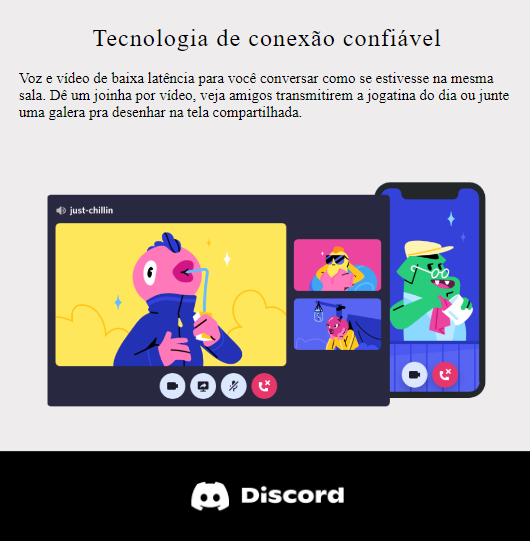 Tecnologia de conexão confiável
Voz e vídeo de baixa latência para você conversar como se estivesse na mesma
sala. Dê um joinha por vídeo, veja amigos transmitirem a jogatina do dia ou junte
uma galera pra desenhar na tela compartilhada.
just-chillin
Discord